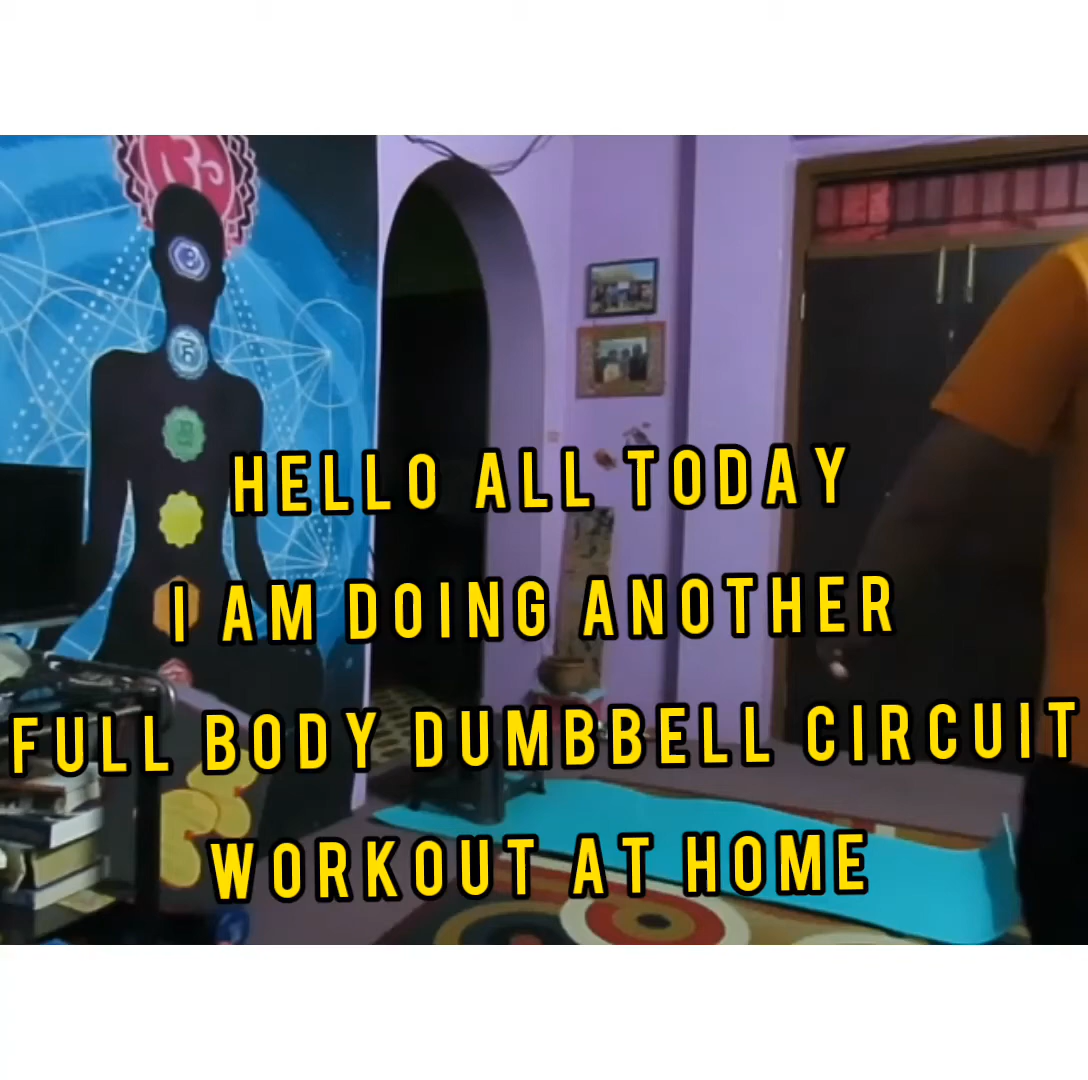 HELLO ALL TODAY
I AM DOING ANOTHER
FULL BODY DUMBBELL CIRCUIT
WORKOUT AT HOME